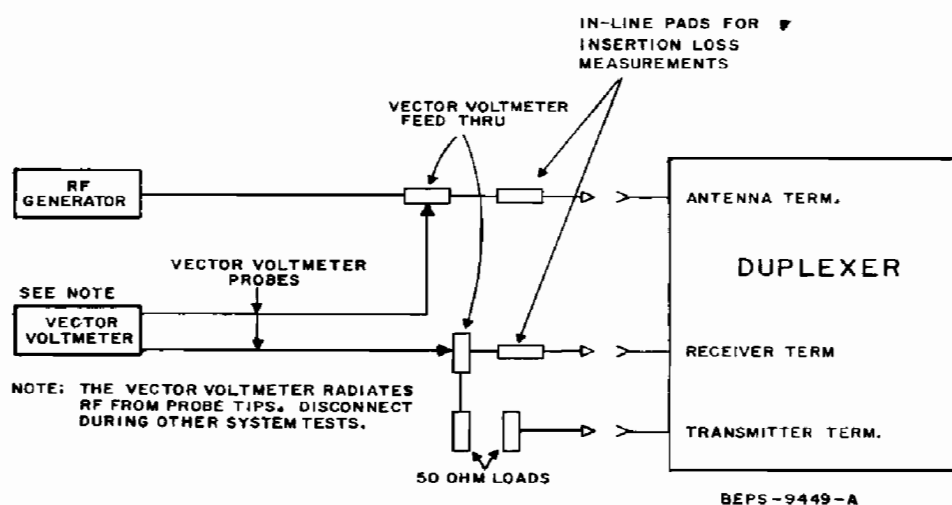 IN-LINE PADS FOR
INSERTION LOSS
MEASUREMENTS
VECTOR VOLTMETER
FEED THRU
RF
GENERATOR
ANTENNA TERM.
DUPLEXER
VECTOR VOLTMETER
PROBES
SEE NOTE
VECTOR
VOLTMETER
RECEIVER TERM
NOTE: THE VECTOR VOLTMETER RADIATES
RF FROM PROBE TIPS. DISCONNECT
DURING OTHER SYSTEM TESTS.
TRANSMITTER TERM.
50 OHM LOADS
BEPS-9449-A